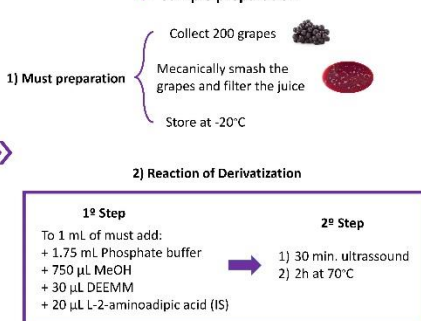 Collect 200 grapes
1) Must preparation
Mecanically smash the
grapes and filter the juice
Store at -20°C
2) Reaction of Derivatization
1º Step
To 1 mL of must add:
+ 1.75 mL Phosphate buffer
+ 750 µL MeOH
+ 30 µL DEEMM
+ 20 µL L-2-aminoadipic acid (IS)
2º Step
1) 30 min. ultrassound
2) 2h at 70°C